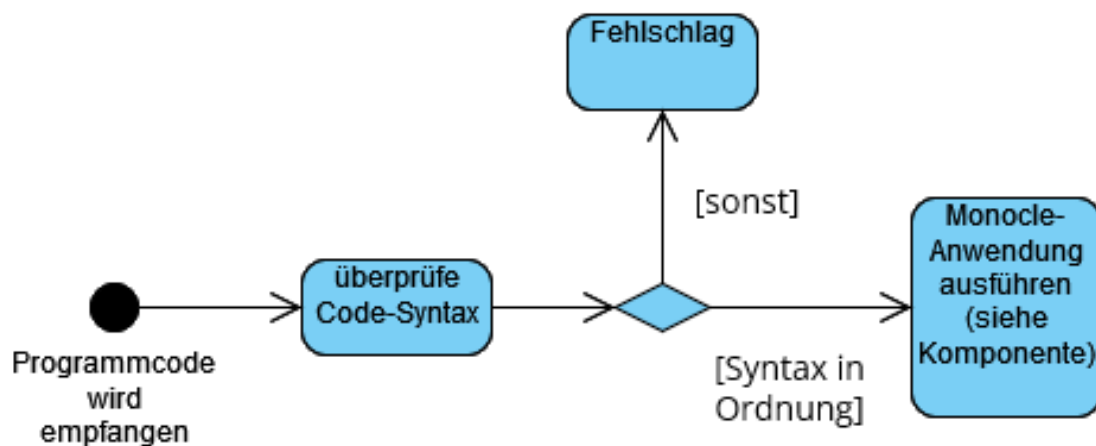 Fehlschlag
[sonst]
Monocle-
Anwendung
ausführen
(siehe
Komponente)
überprüfe
Code-Syntax
[Syntax in
Ordnung]
Programmcode
wird
empfangen